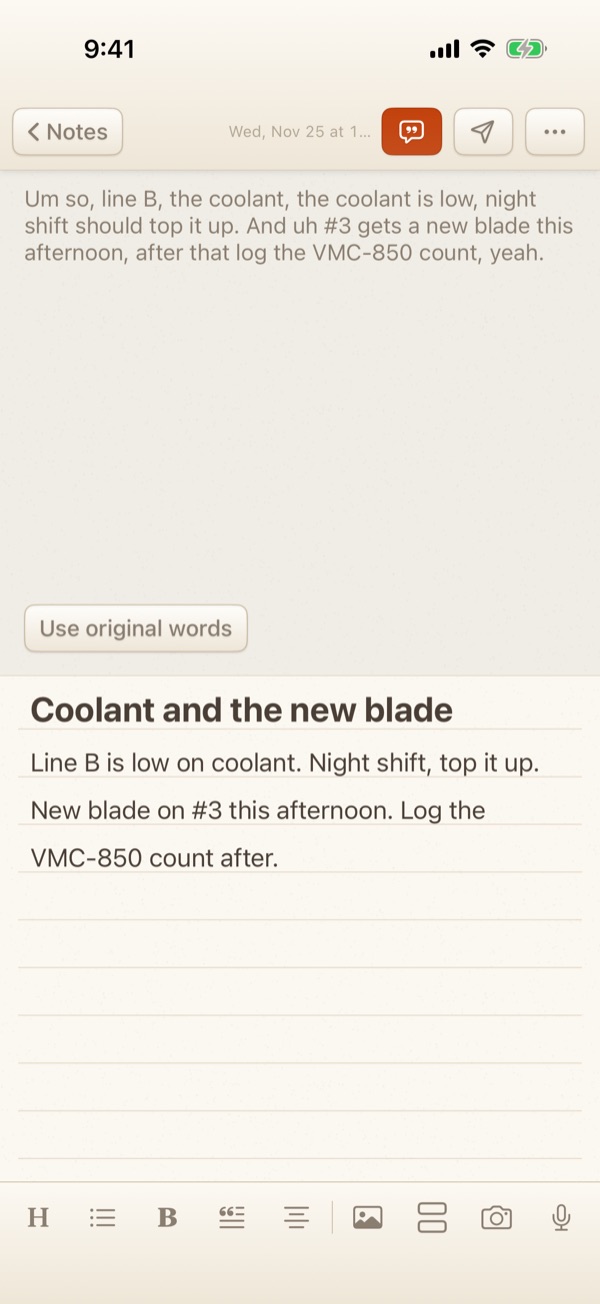 9:41
Notes
Wed, Nov 25 at 1...
Um so, line B, the coolant, the coolant is low, night
shift should top it up. And uh #3 gets a new blade this
afternoon, after that log the VMC-850 count, yeah.
Use original words
Coolant and the new blade
Line B is low on coolant. Night shift, top it up.
New blade on #3 this afternoon. Log the
VMC-850 count after.
H
B